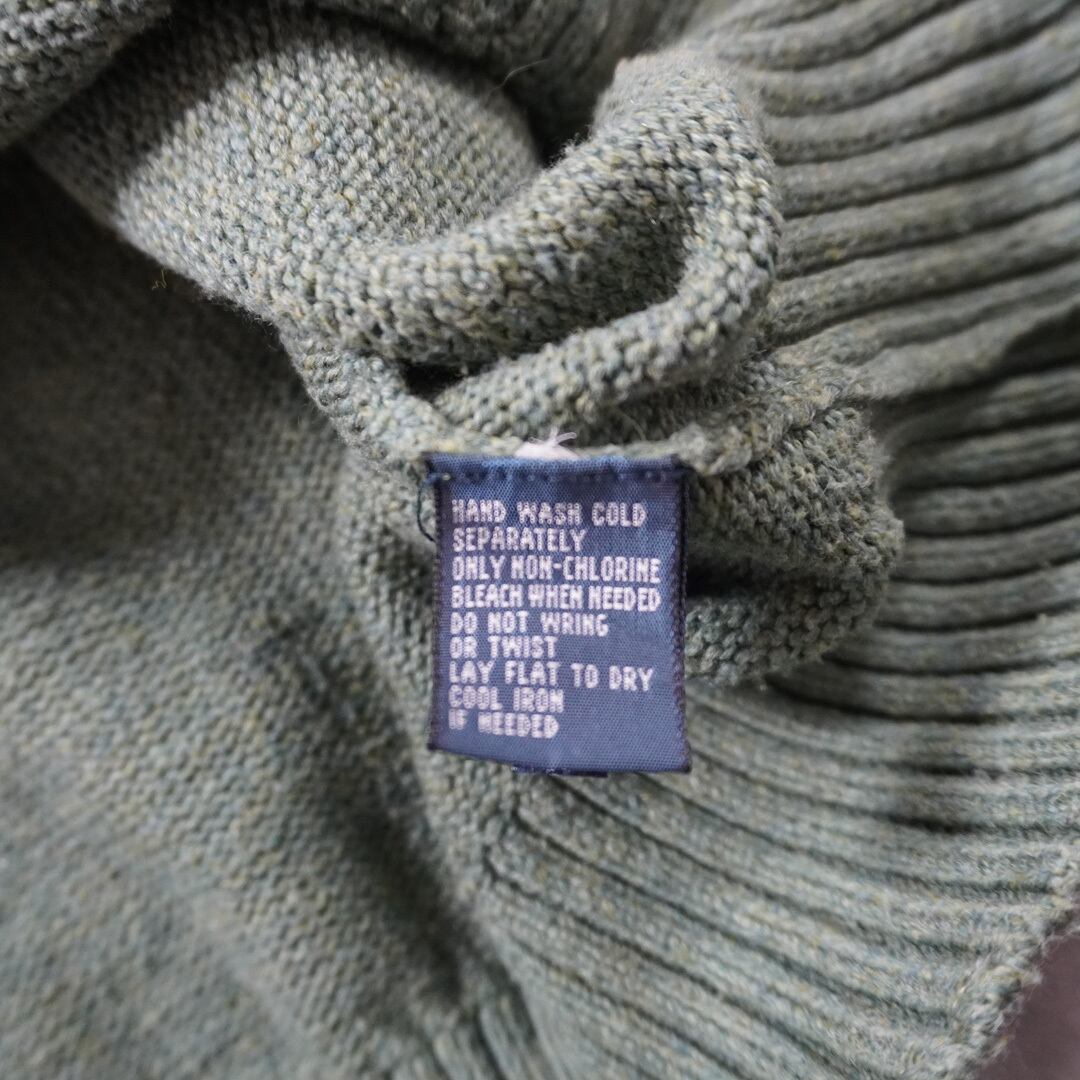 HAND WASH COLD
SEPARATELY
ONLY NON-CHLORINE
BLEACH WHEN NEEDED
DO NOT WRING
OR TWIST
LAY FLAT TO DRY
COOL IRON
IF NEEDED